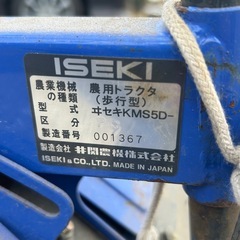 ISEKI
農業機械の種類 農用トラクタ(歩行型)
型式 ヰセキKMS5D-
区分
製造番号 001367
製造会社 井関農機株式会社
ISEKI&CO.,LTD. MADE IN JAPAN